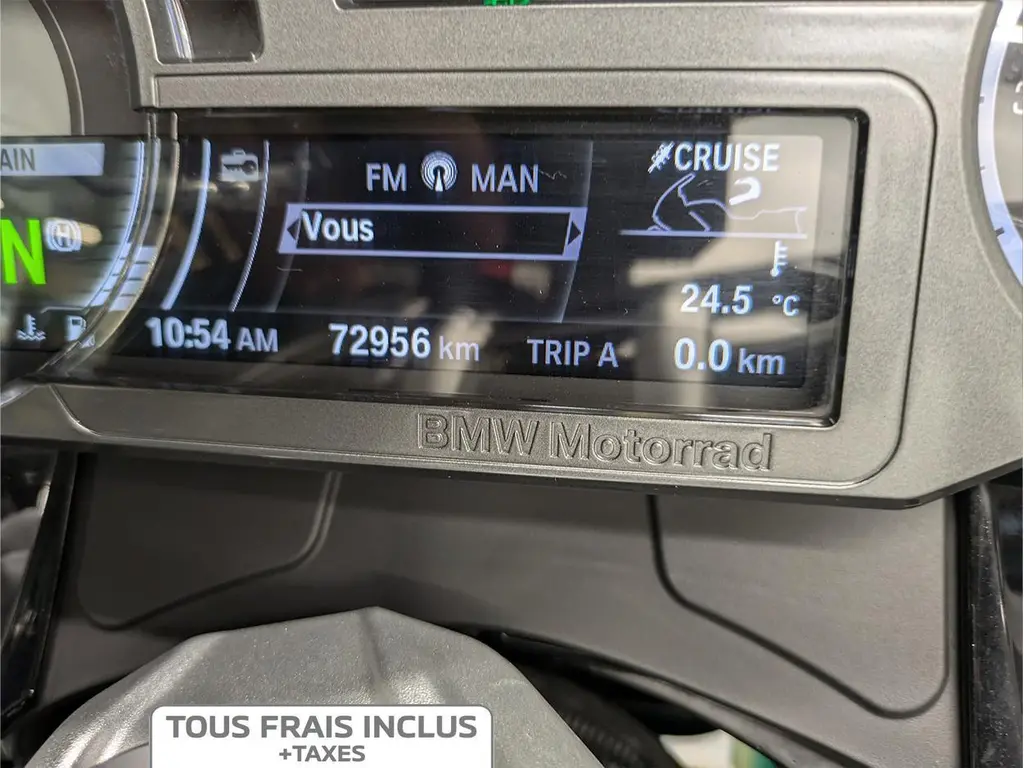 AIN
N
H
FM MAN
CRUISE
Vous
24.5 °C
10:54 AM 72956 km TRIP A 0.0 km
BMW Motorrad
TOUS FRAIS INCLUS
+TAXES